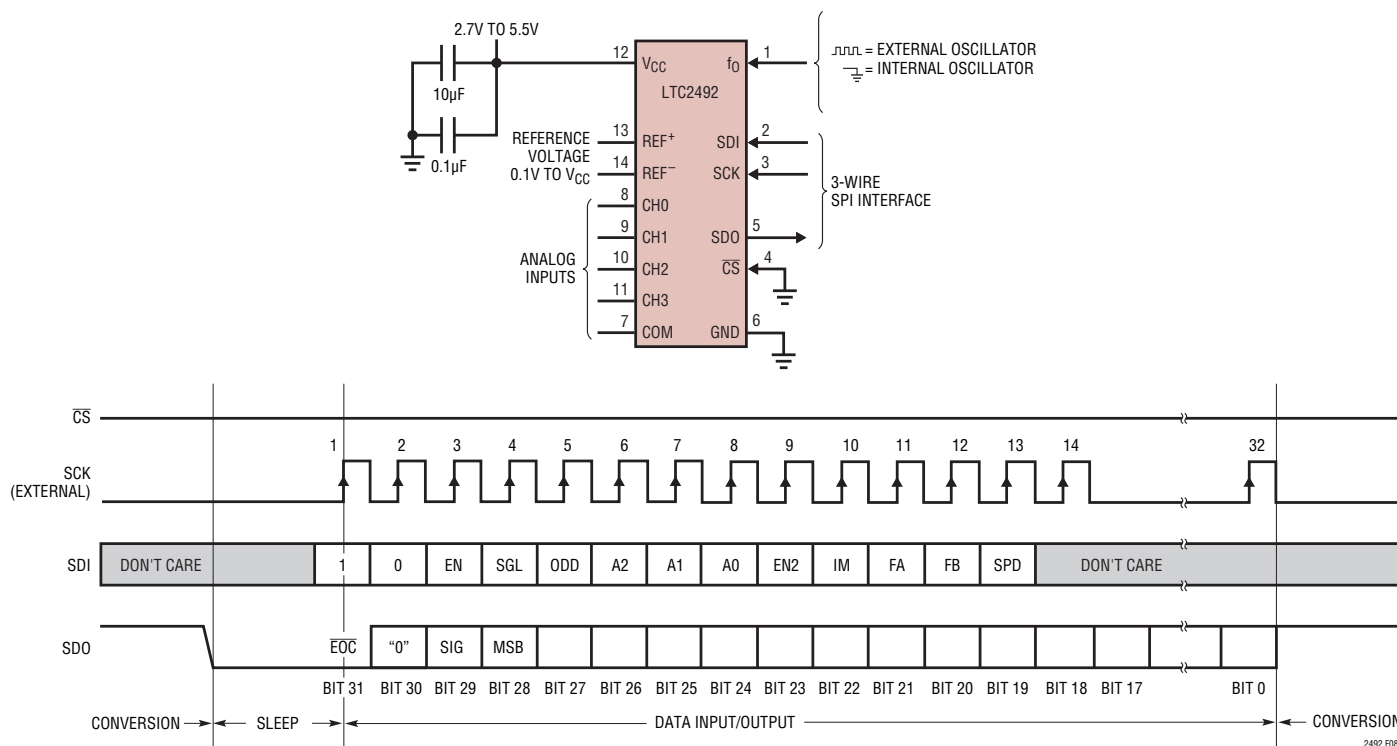 2.7V TO 5.5V
10µF
0.1µF
REFERENCE
VOLTAGE
0.1V TO VCC
ANALOG
INPUTS
12 VCC
13 REF+
14 REF−
8 CH0
9 CH1
10 CH2
11 CH3
7 COM
LTC2492
fO 1
SDI 2
SCK 3
SDO 5
CS 4
GND 6
= EXTERNAL OSCILLATOR
= INTERNAL OSCILLATOR
3-WIRE
SPI INTERFACE
CS
1 2 3 4 5 6 7 8 9 10 11 12 13 14 32
SCK
(EXTERNAL)
SDI DON'T CARE 1 0 EN SGL ODD A2 A1 A0 EN2 IM FA FB SPD DON'T CARE
SDO EOC "0" SIG MSB
BIT 31 BIT 30 BIT 29 BIT 28 BIT 27 BIT 26 BIT 25 BIT 24 BIT 23 BIT 22 BIT 21 BIT 20 BIT 19 BIT 18 BIT 17 BIT 0
CONVERSION SLEEP DATA INPUT/OUTPUT CONVERSION
2492 F08